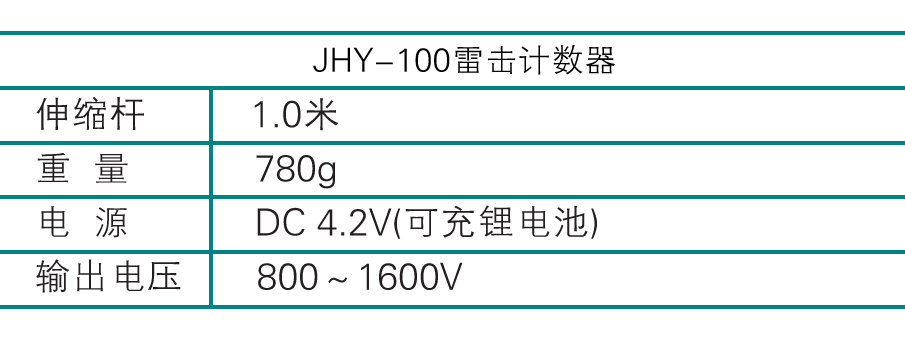 JHY-100雷击计数器
伸缩杆 1.0米
重 量 780g
电 源 DC 4.2V(可充锂电池)
输出电压 800~1600V